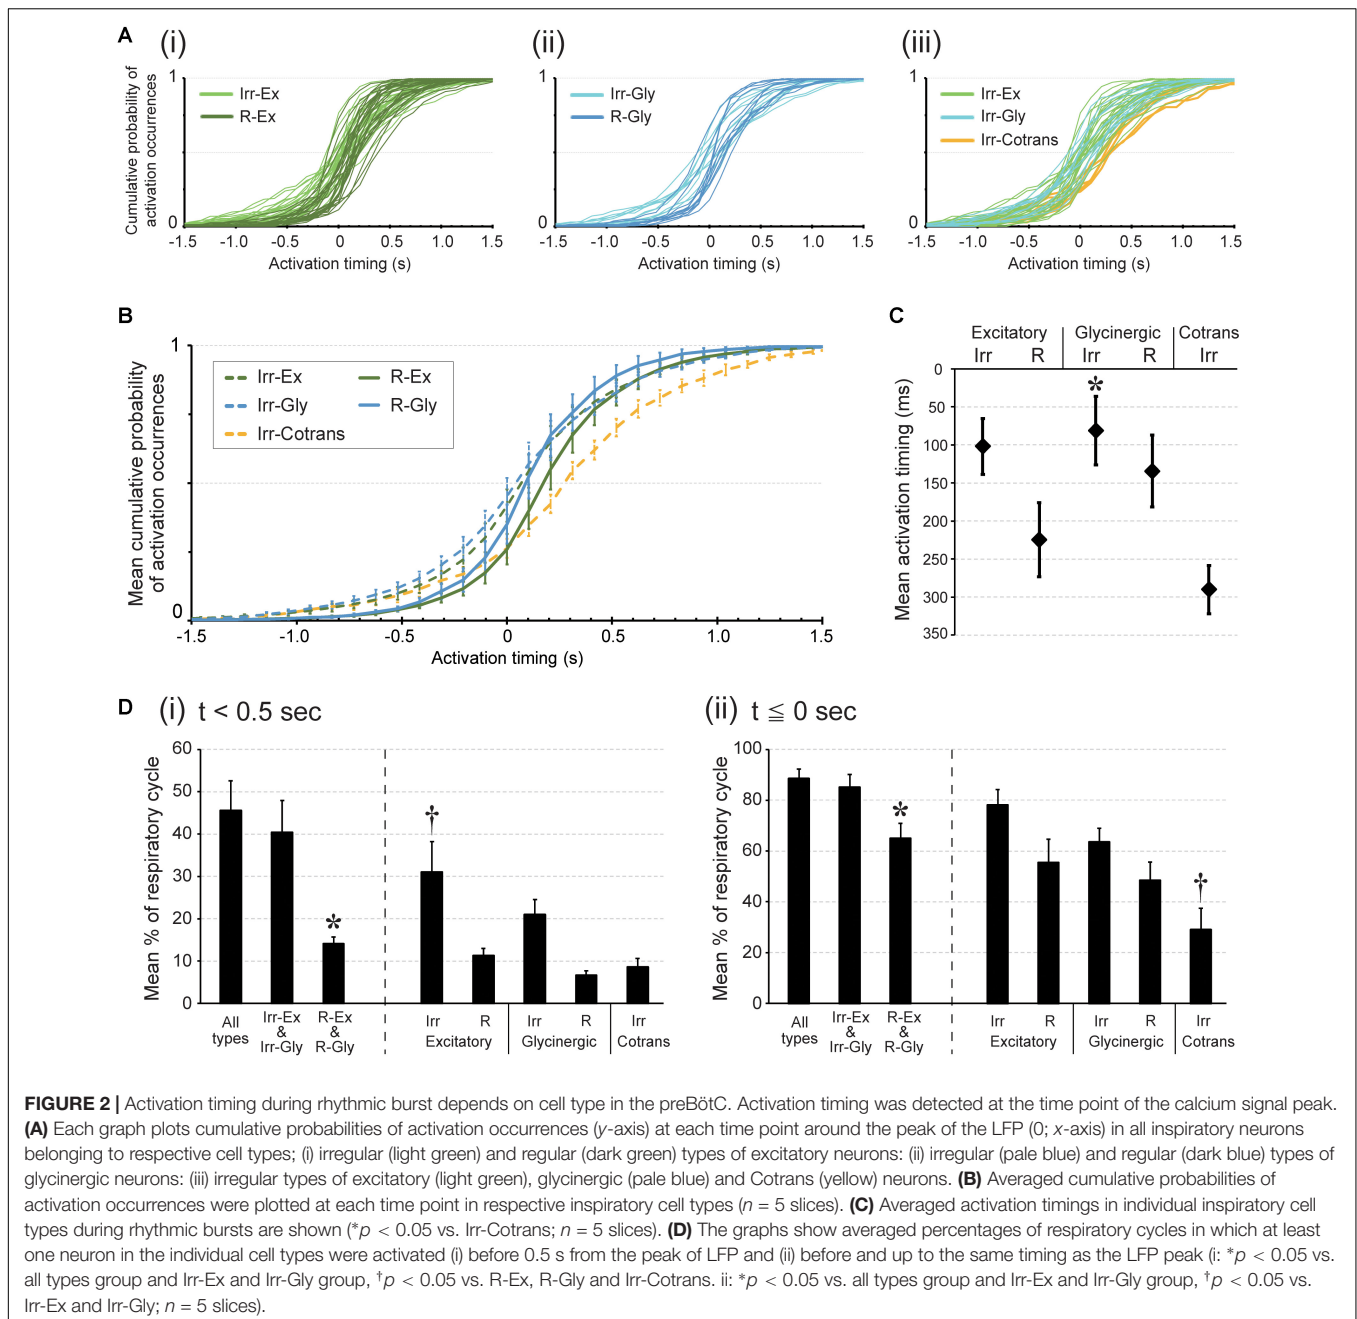 A (i) (ii) (iii)
Cumulative probability of
activation occurrences
1
0
Irr-Ex
R-Ex
-1.5 -1.0 -0.5 0 0.5 1.0 1.5
Activation timing (s)
1
0
Irr-Gly
R-Gly
-1.5 -1.0 -0.5 0 0.5 1.0 1.5
Activation timing (s)
1
0
Irr-Ex
Irr-Gly
Irr-Cotrans
-1.5 -1.0 -0.5 0 0.5 1.0 1.5
Activation timing (s)
B
Mean cumulative probability
of activation occurrences
1
0
Irr-Ex R-Ex
Irr-Gly R-Gly
Irr-Cotrans
-1.5 -1.0 -0.5 0 0.5 1.0 1.5
Activation timing (s)
C
Excitatory Glycinergic Cotrans
Irr R Irr R Irr
Mean activation timing (ms)
0
50
100
150
200
250
300
350
*
D (i) t < 0.5 sec
Mean % of respiratory cycle
60
50
40
30
20
10
0
* †
All
types
Irr-Ex
&
Irr-Gly
R-Ex
&
R-Gly
Irr R Irr R Irr
Excitatory Glycinergic Cotrans
(ii) t ≦ 0 sec
Mean % of respiratory cycle
100
80
60
40
20
0
* †
All
types
Irr-Ex
&
Irr-Gly
R-Ex
&
R-Gly
Irr R Irr R Irr
Excitatory Glycinergic Cotrans
FIGURE 2 | Activation timing during rhythmic burst depends on cell type in the preBötC. Activation timing was detected at the time point of the calcium signal peak.
(A) Each graph plots cumulative probabilities of activation occurrences (y-axis) at each time point around the peak of the LFP (0; x-axis) in all inspiratory neurons
belonging to respective cell types; (i) irregular (light green) and regular (dark green) types of excitatory neurons: (ii) irregular (pale blue) and regular (dark blue) types of
glycinergic neurons: (iii) irregular types of excitatory (light green), glycinergic (pale blue) and Cotrans (yellow) neurons. (B) Averaged cumulative probabilities of
activation occurrences were plotted at each time point in respective inspiratory cell types (n = 5 slices). (C) Averaged activation timings in individual inspiratory cell
types during rhythmic bursts are shown (*p < 0.05 vs. Irr-Cotrans; n = 5 slices). (D) The graphs show averaged percentages of respiratory cycles in which at least
one neuron in the individual cell types were activated (i) before 0.5 s from the peak of LFP and (ii) before and up to the same timing as the LFP peak (i: *p < 0.05 vs.
all types group and Irr-Ex and Irr-Gly group, †p < 0.05 vs. R-Ex, R-Gly and Irr-Cotrans. ii: *p < 0.05 vs. all types group and Irr-Ex and Irr-Gly group, †p < 0.05 vs.
Irr-Ex and Irr-Gly; n = 5 slices).